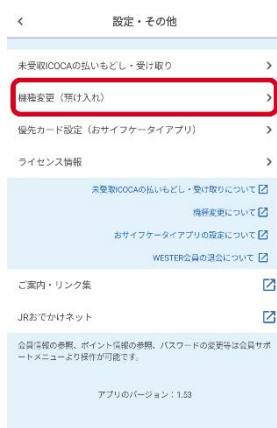 設定・その他
未受取ICOCAの払いもどし・受け取り
機種変更（預け入れ）
優先カード設定（おサイフケータイアプリ）
ライセンス情報
未受取ICOCAの払いもどし・受け取りについて
機種変更について
おサイフケータイアプリの設定について
WESTER会員の退会について
ご案内・リンク集
JRおでかけネット
会員情報の参照、ポイント情報の参照、パスワードの変更等は会員サポ
ートメニューより操作が可能です。
アプリのバージョン：1.53